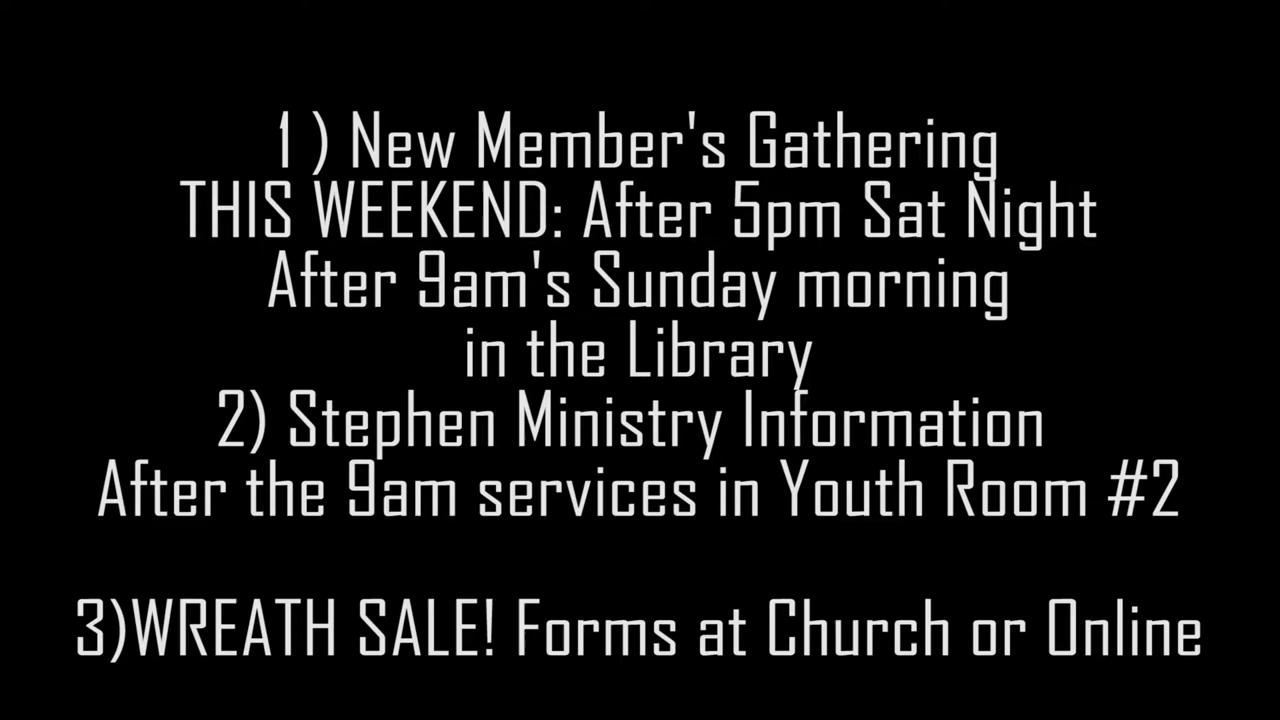 1 ) New Member's Gathering
THIS WEEKEND: After 5pm Sat Night
After 9am's Sunday morning
in the Library
2) Stephen Ministry Information
After the 9am services in Youth Room #2
3)WREATH SALE! Forms at Church or Online